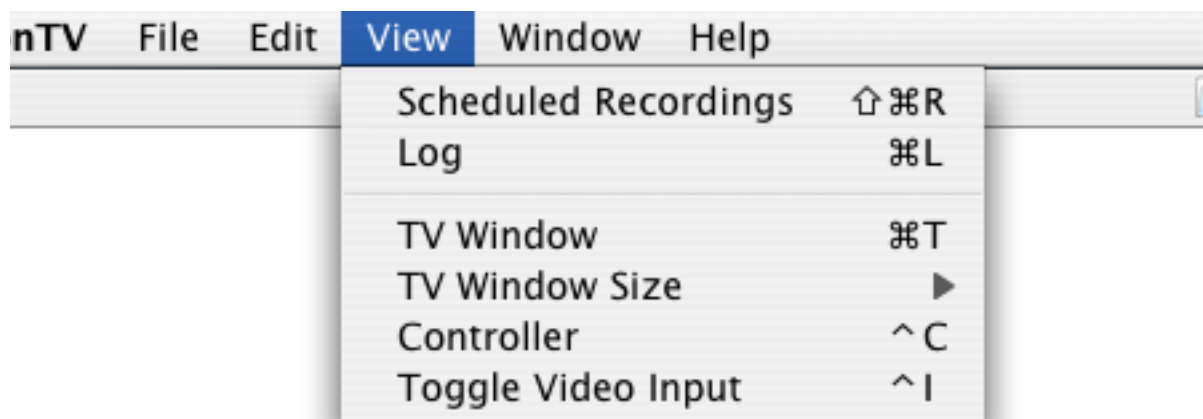 nTV File Edit View Window Help
Scheduled Recordings ⇧⌘R
Log ⌘L
TV Window ⌘T
TV Window Size ▶
Controller ^C
Toggle Video Input ^I